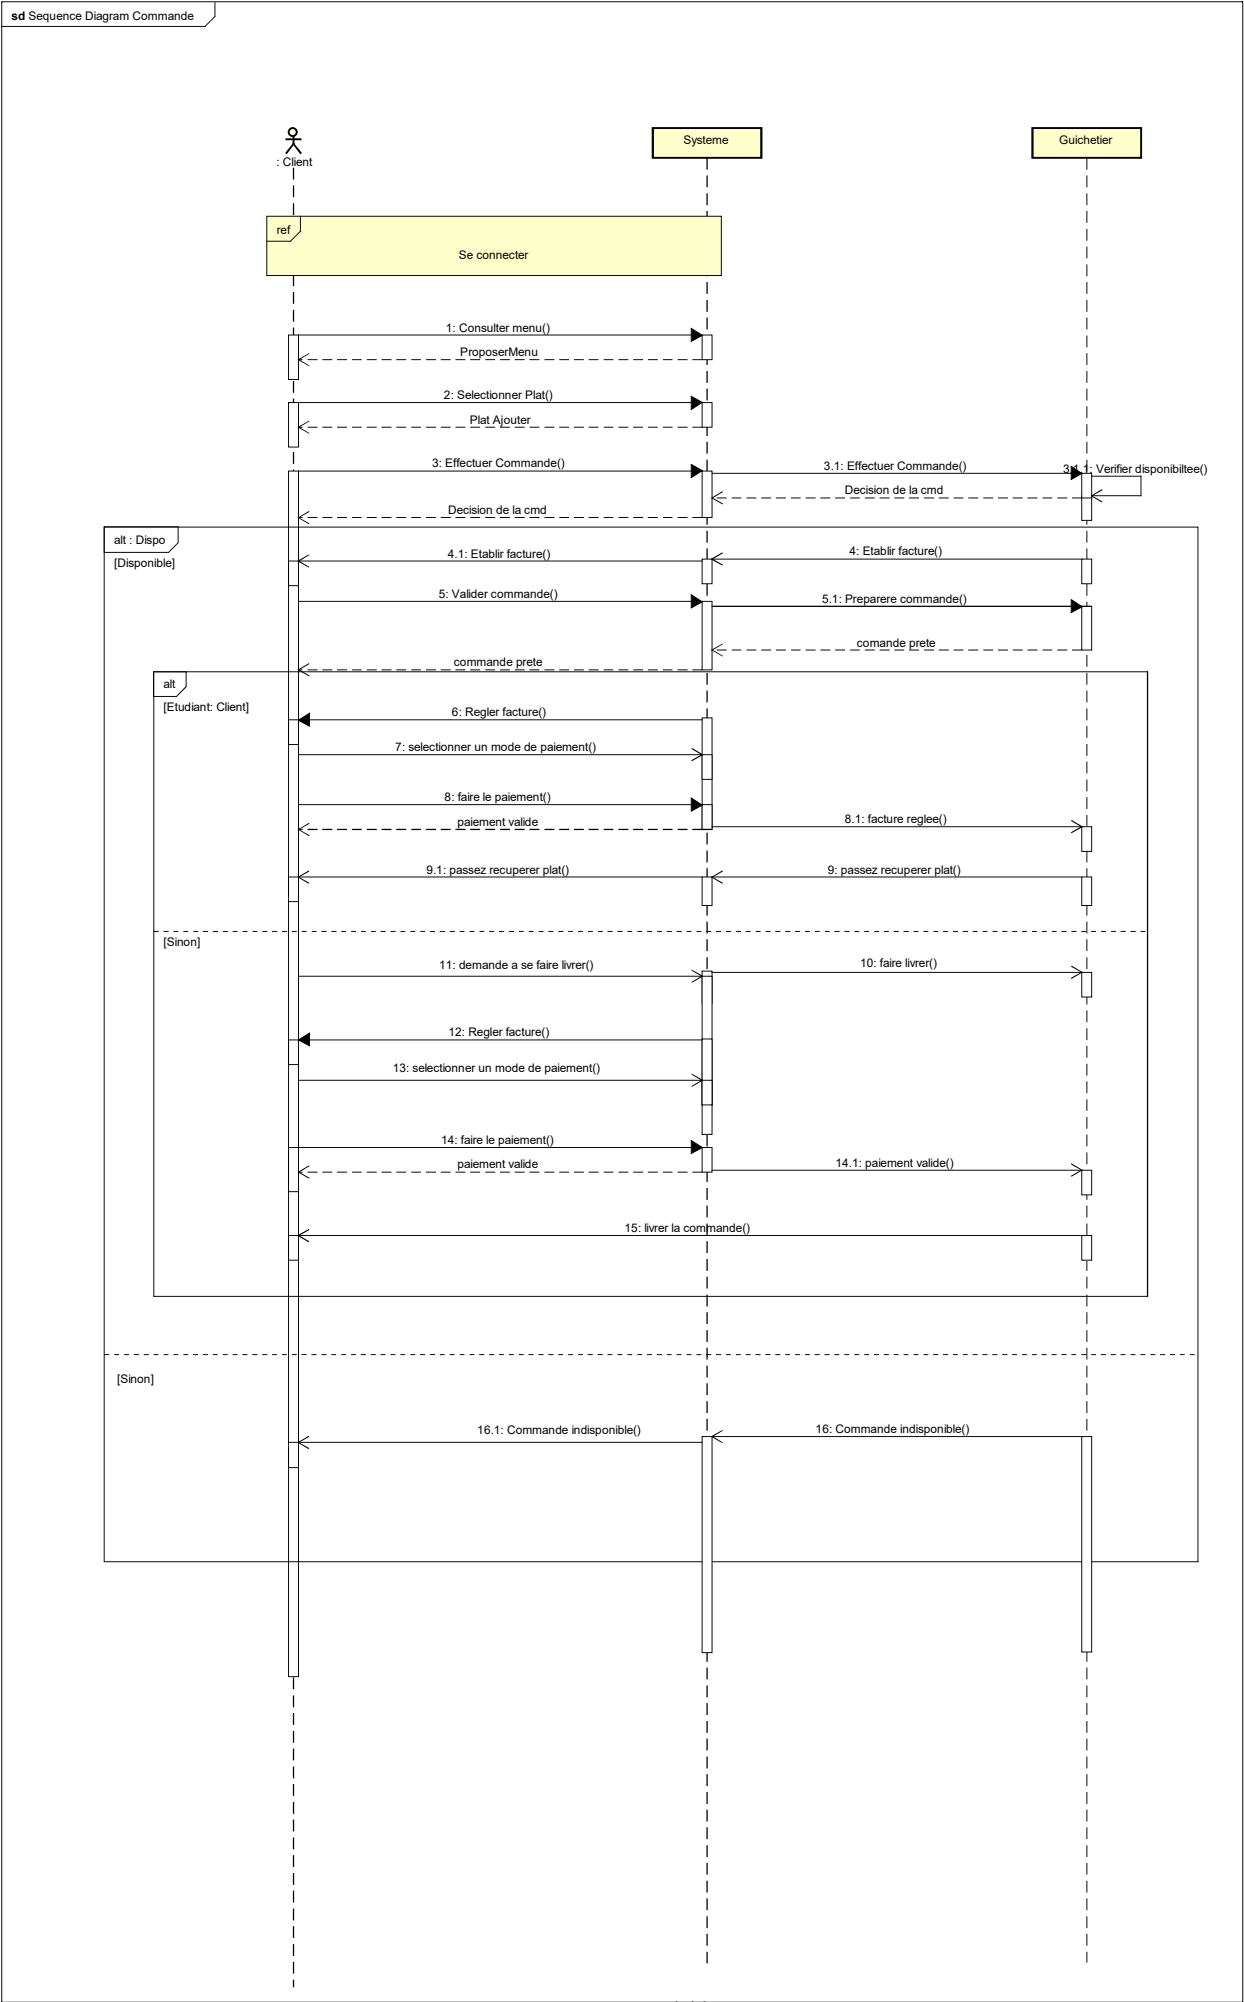 sd Sequence Diagram Commande
: Client
Systeme
Guichetier
ref
Se connecter
1: Consulter menu()
ProposerMenu
2: Selectionner Plat()
Plat Ajouter
3: Effectuer Commande()
3.1: Effectuer Commande()
3.1.1: Verifier disponibiltee()
Decision de la cmd
Decision de la cmd
alt : Dispo
[Disponible]
4: Etablir facture()
4.1: Etablir facture()
5: Valider commande()
5.1: Preparere commande()
comande prete
commande prete
alt
[Etudiant: Client]
6: Regler facture()
7: selectionner un mode de paiement()
8: faire le paiement()
paiement valide
8.1: facture reglee()
9.1: passez recuperer plat()
9: passez recuperer plat()
[Sinon]
11: demande a se faire livrer()
10: faire livrer()
12: Regler facture()
13: selectionner un mode de paiement()
14: faire le paiement()
paiement valide
14.1: paiement valide()
15: livrer la commande()
[Sinon]
16.1: Commande indisponible()
16: Commande indisponible()